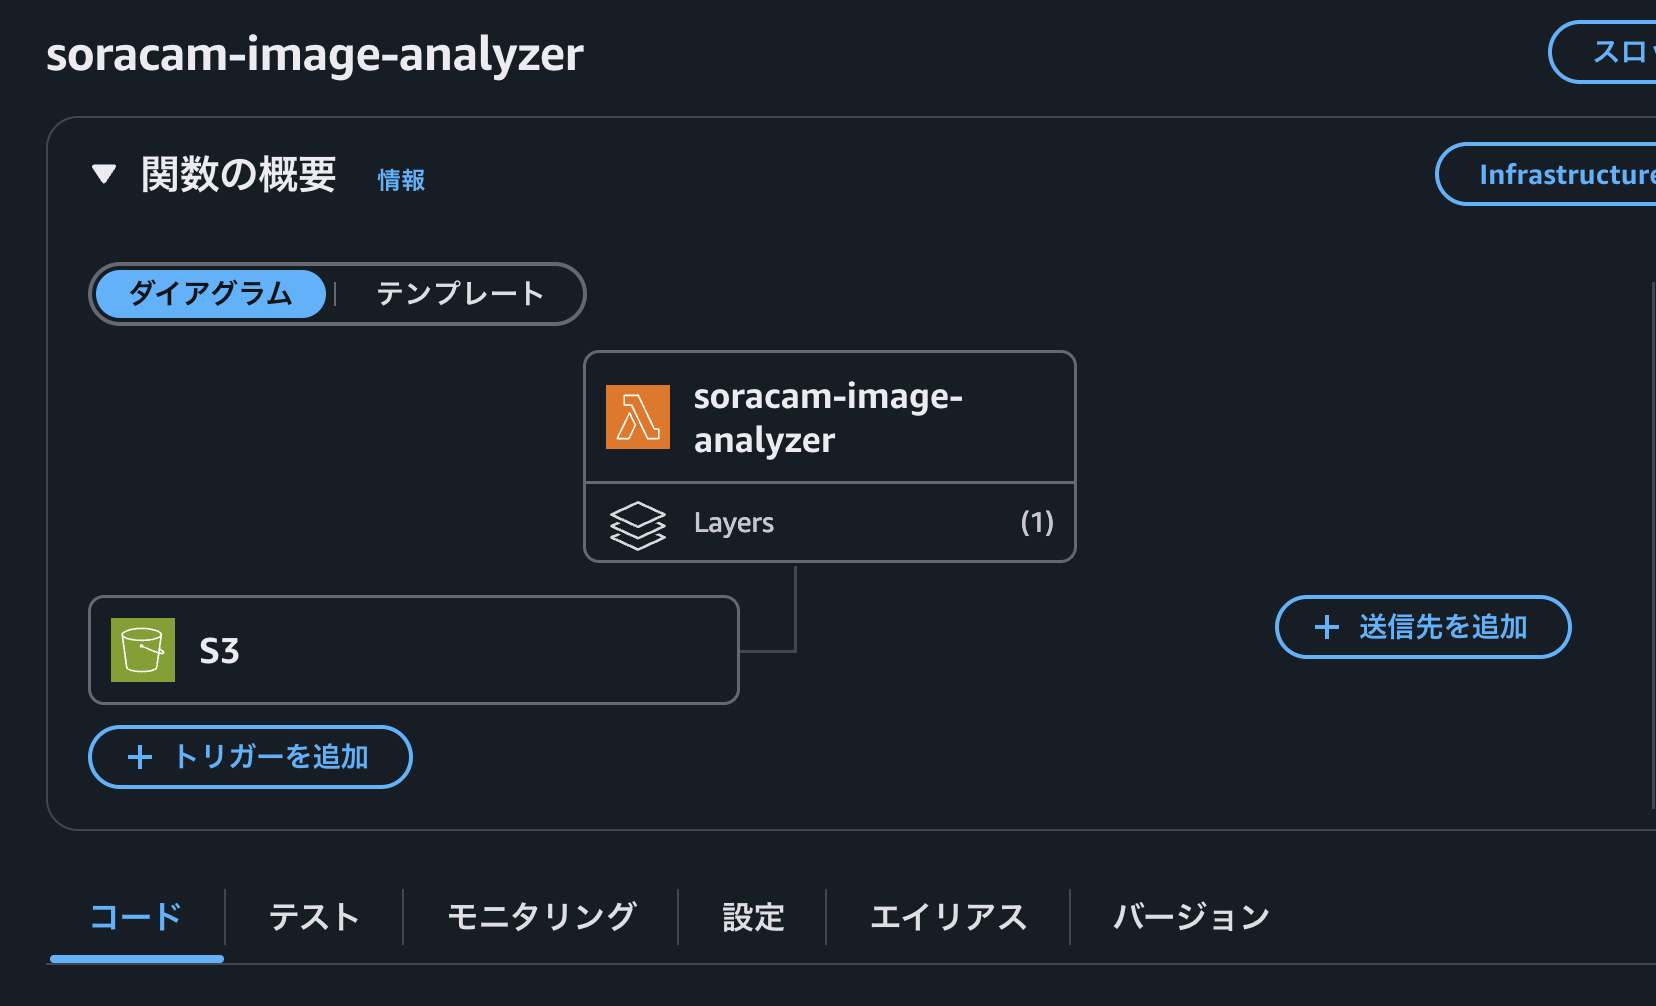 soracam-image-analyzer
スロッ
関数の概要 情報
Infrastructure
ダイアグラム テンプレート
soracam-image-
analyzer
Layers (1)
S3
送信先を追加
トリガーを追加
コード テスト モニタリング 設定 エイリアス バージョン